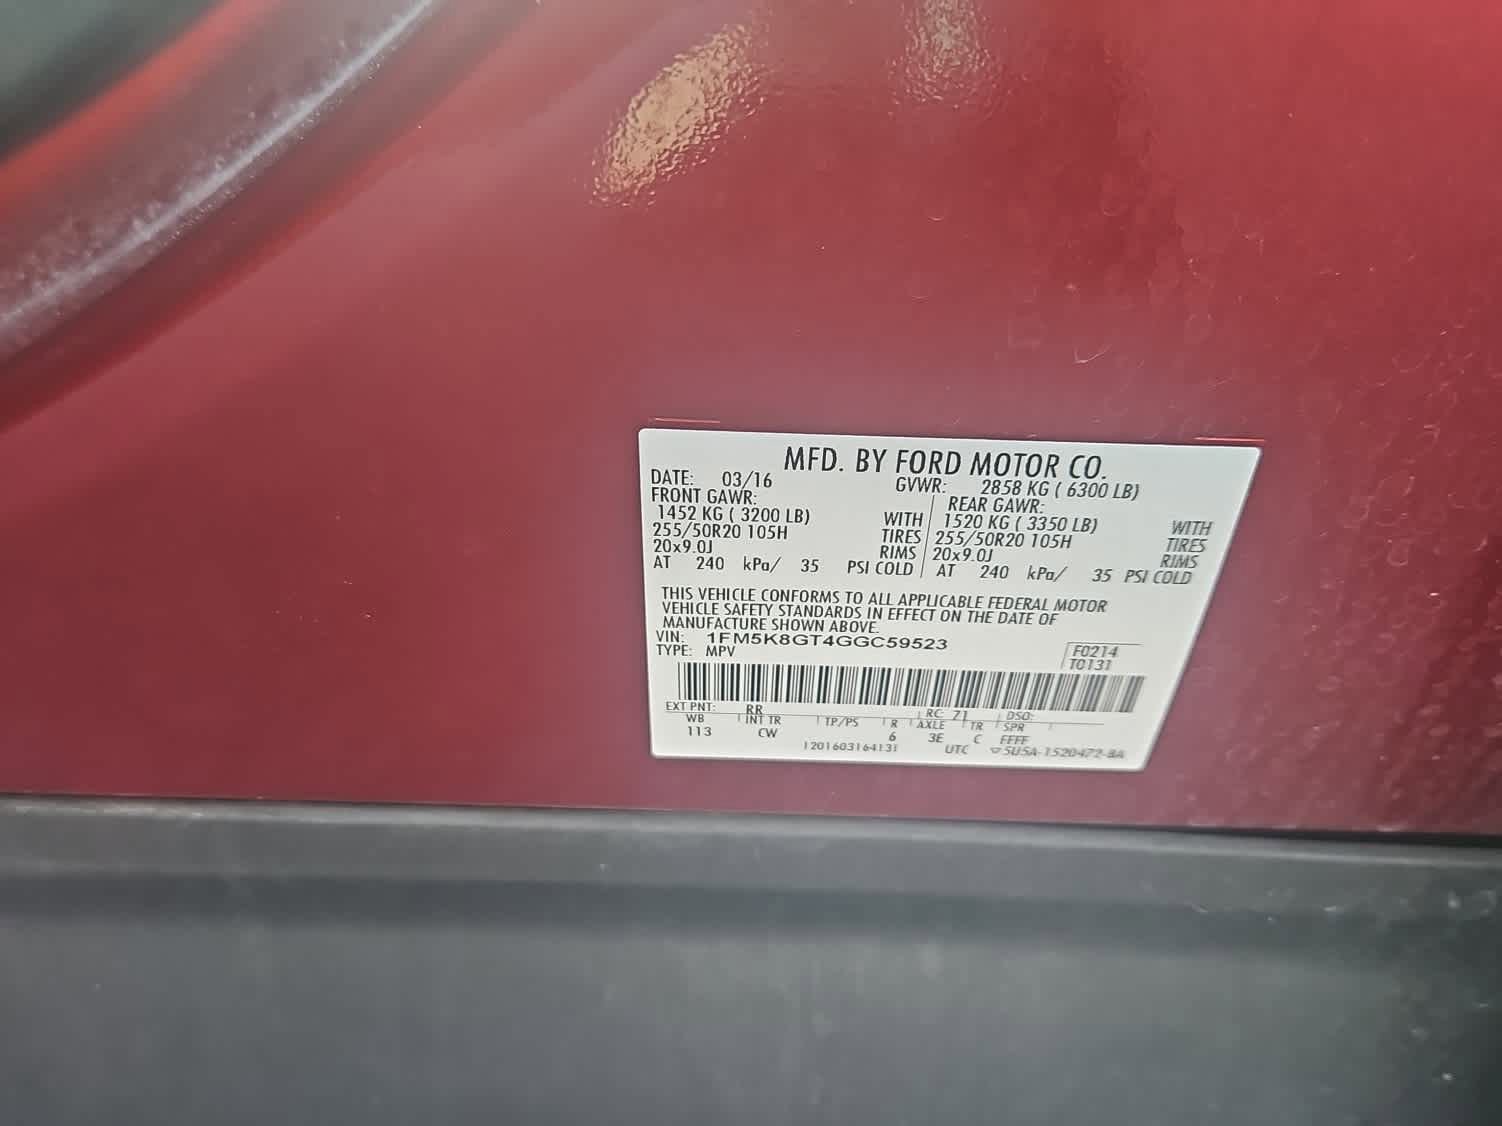 MFD. BY FORD MOTOR CO.
DATE: 03/16 GVWR: 2858 KG ( 6300 LB)
FRONT GAWR: REAR GAWR:
1452 KG ( 3200 LB) WITH 1520 KG ( 3350 LB) WITH
255/50R20 105H TIRES 255/50R20 105H TIRES
20x9.0J RIMS 20x9.0J RIMS
AT 240 kPa/ 35 PSI COLD AT 240 kPa/ 35 PSI COLD
THIS VEHICLE CONFORMS TO ALL APPLICABLE FEDERAL MOTOR
VEHICLE SAFETY STANDARDS IN EFFECT ON THE DATE OF
MANUFACTURE SHOWN ABOVE.
VIN: 1FM5K8GT4GGC59523
TYPE: MPV
F0214
T0131
EXT PNT: RR RC: 71 DSO:
WB INT TR TP/PS R AXLE TR SPR
113 CW 6 3E C FFFF
1201603164131 UTC ▽5U5A-1520472-BA